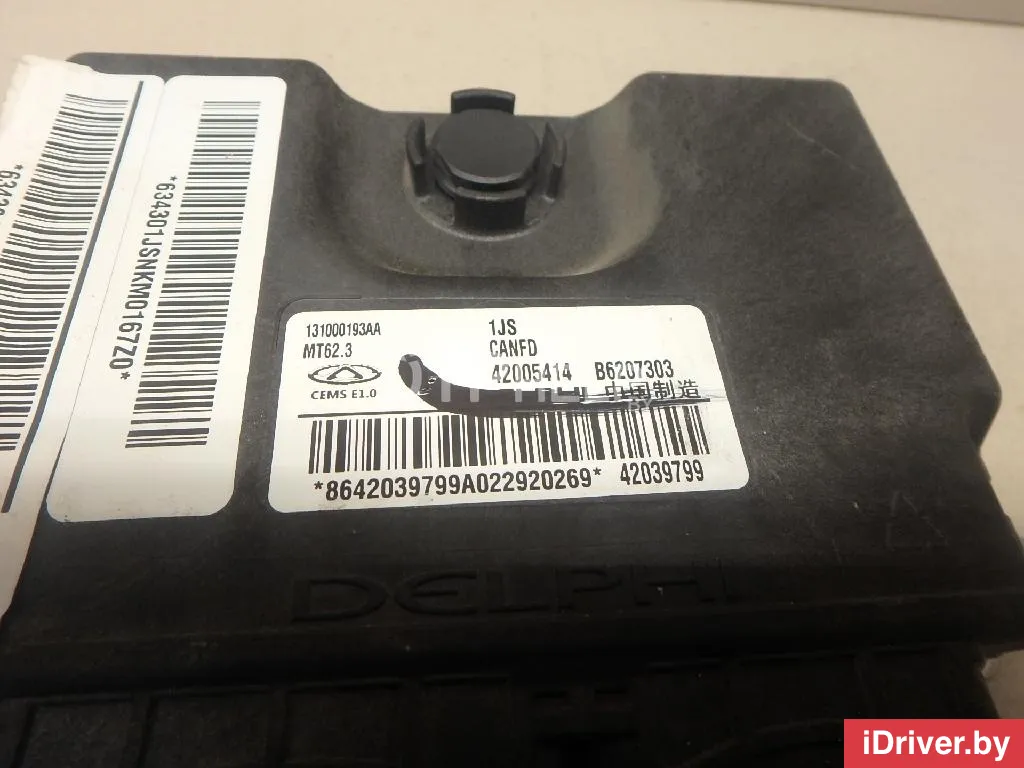 *634301JSNKM0167Z0*
131000193AA 1JS
MT62.3 CANFD
42005414 B6207303
CEMS E1.0 中国制造
*8642039799A022920269* 42039799
DELPHI
iDriver.by